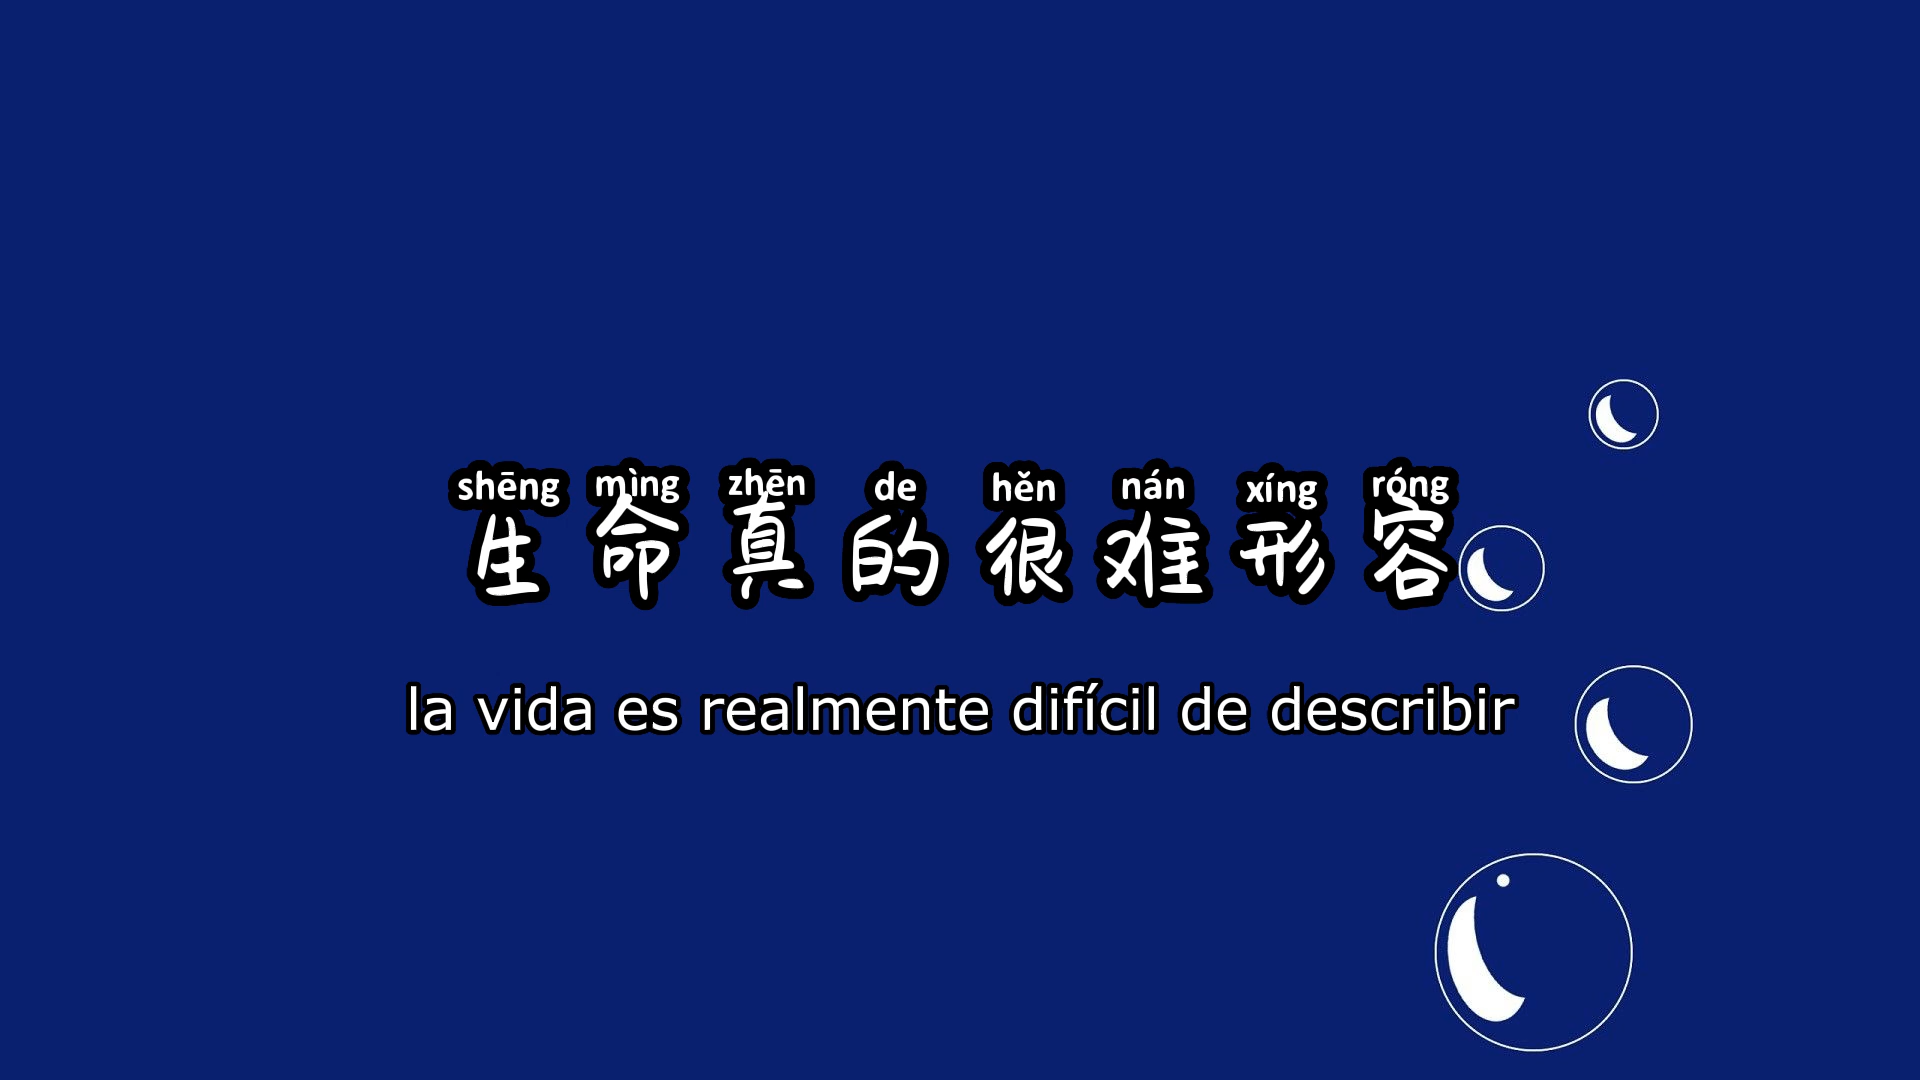 shēng mìng zhēn de hěn nán xíng róng
生命真的很难形容
la vida es realmente difícil de describir